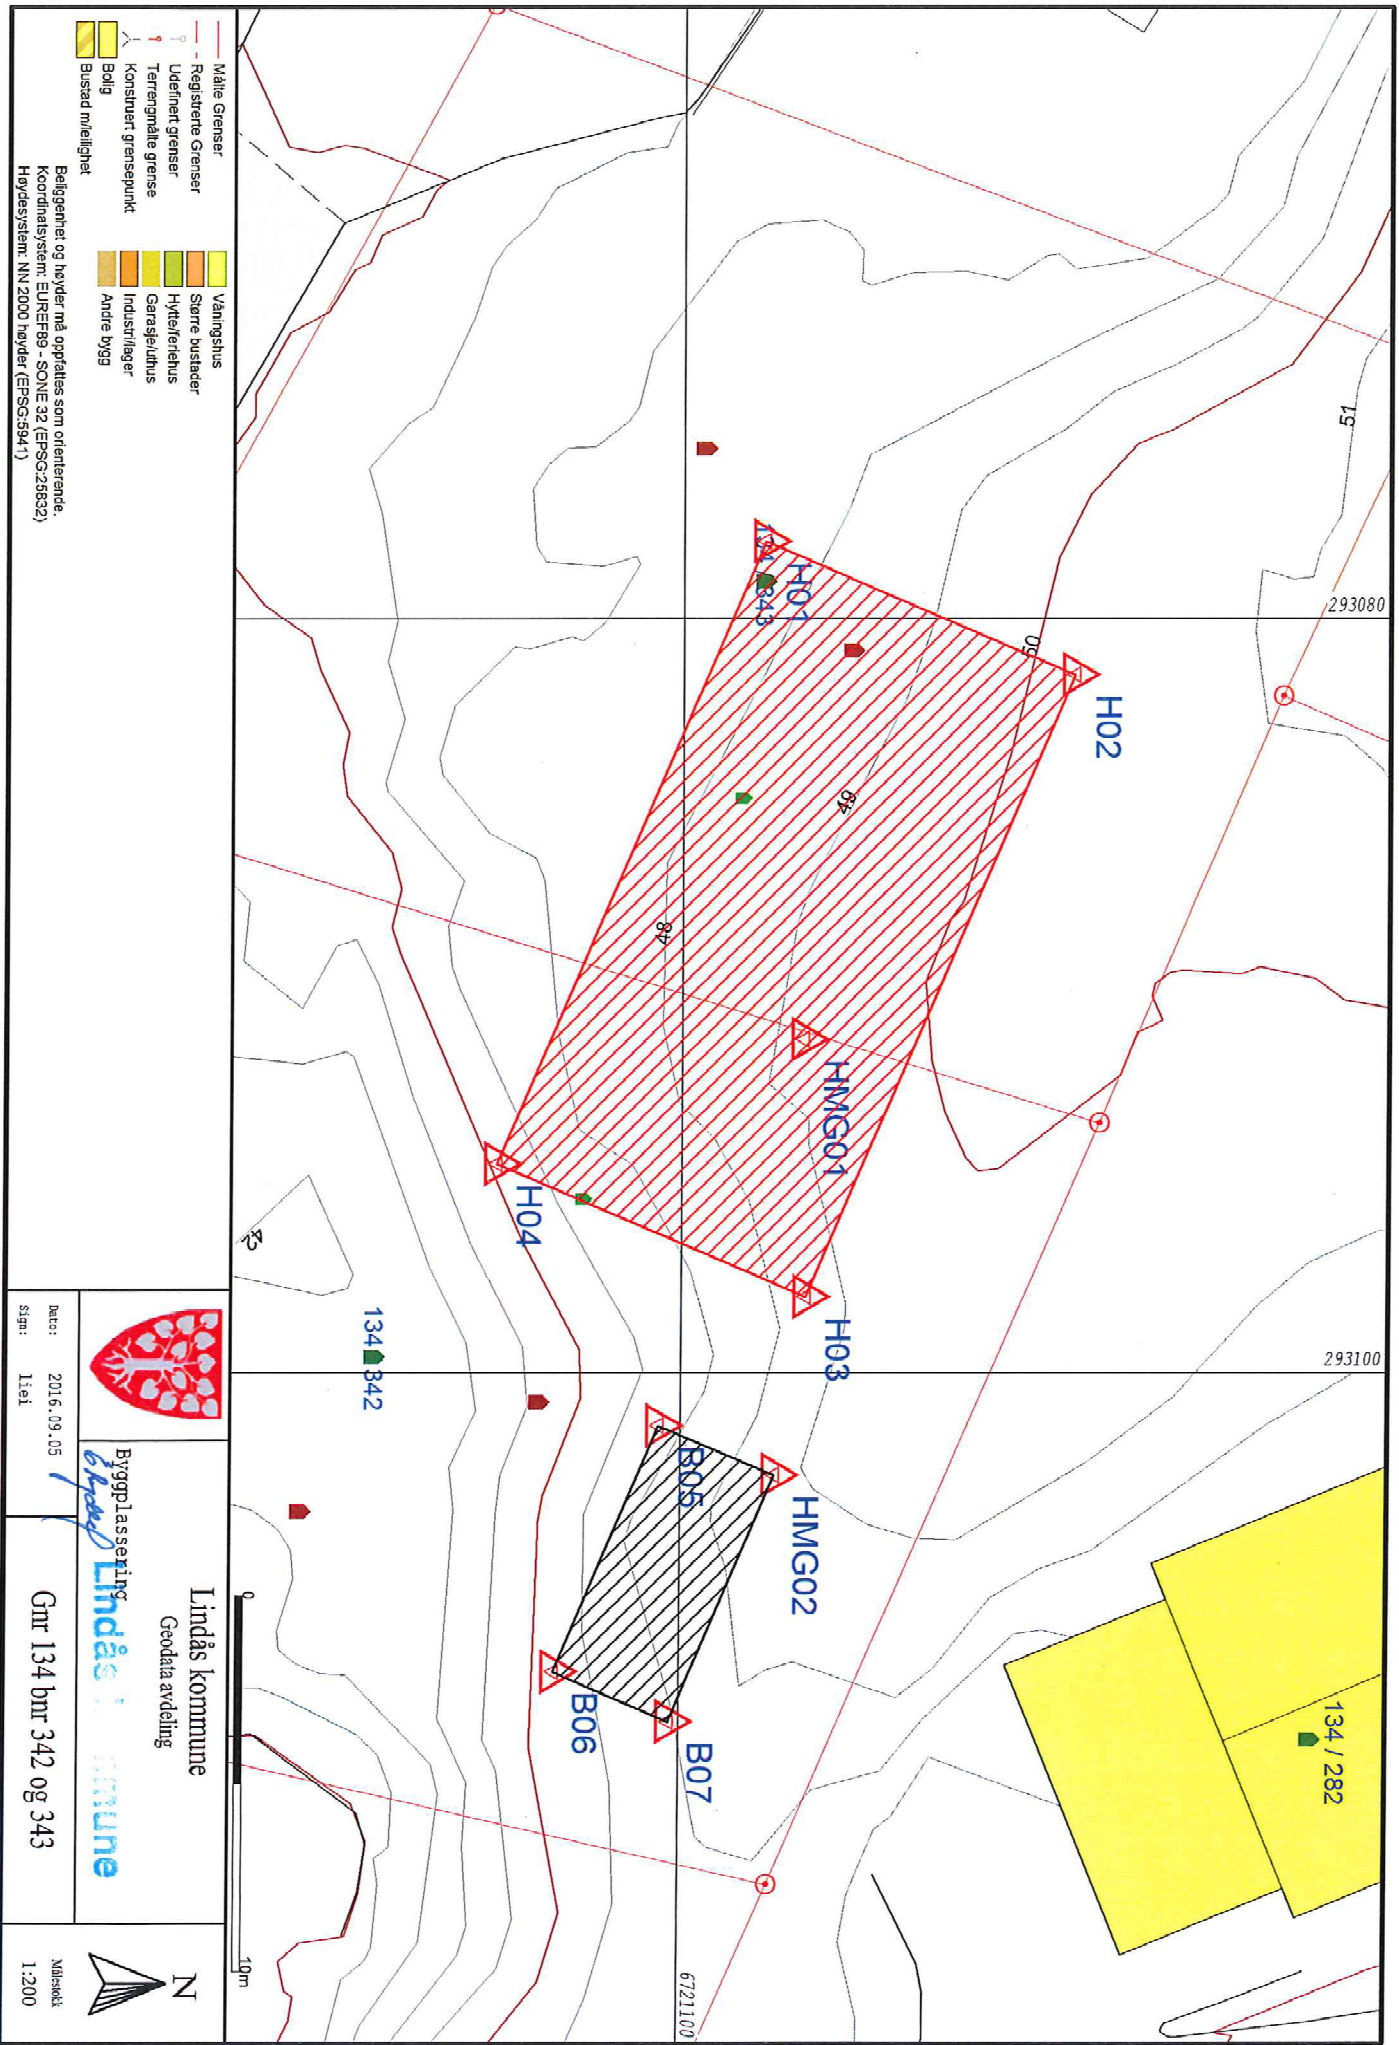 51
293080
134 / 343
H01
50
H02
49
48
HMG01
H04
H03
42
293100
134 342
B05
HMG02
B06
B07
134 / 282
6721100
Målte Grenser
Registrerte Grenser
Udefinert grenser
Terrengmålte grense
Konstruert grensepunkt
Bolig
Bustad m/leilighet
Våningshus
Større bustader
Hytte/feriehus
Garasje/uthus
Industri/lager
Andre bygg
Beliggenhet og høyder må oppfattes som orienterende.
Koordinatsystem: EUREF89 - SONE 32 (EPSG:25832)
Høydesystem: NN 2000 høyder (EPSG:5941)
0
10m
Lindås kommune
Geodata avdeling
Byggplassering
Lindås
Gnr 134 bnr 342 og 343
Dato: 2016.09.05
Sign: liei
N
Målestokk
1:200